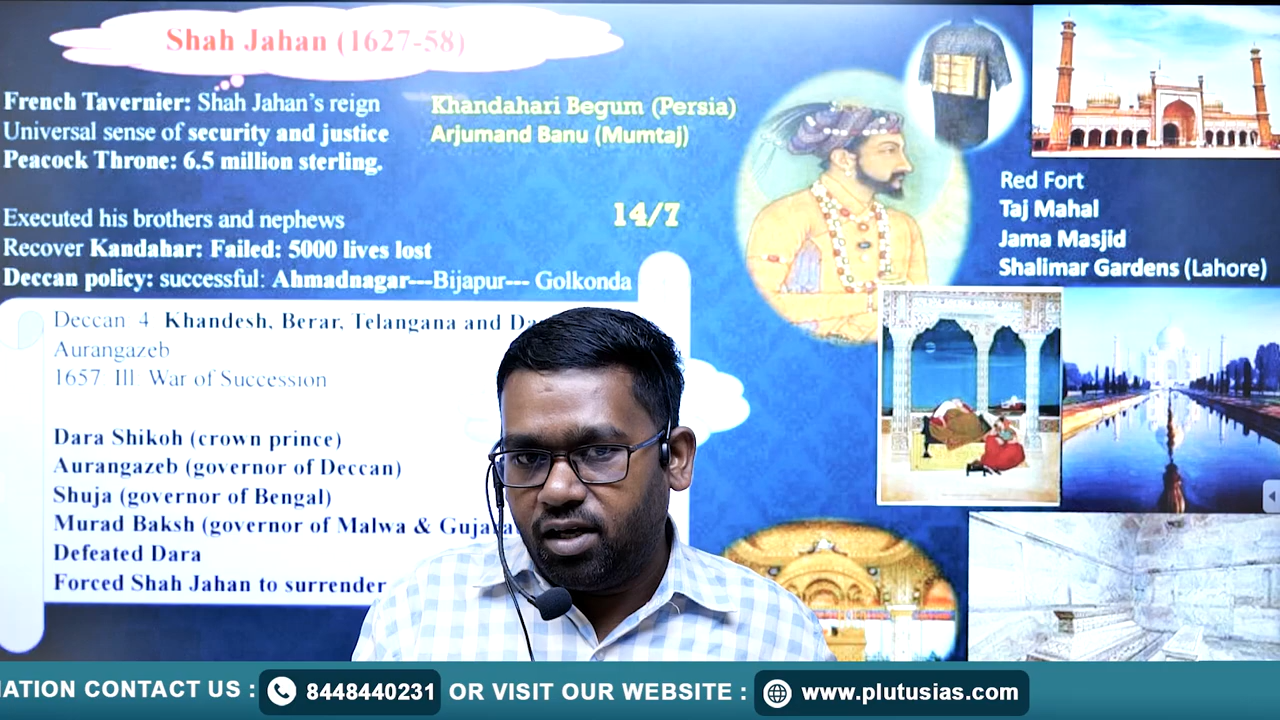 Shah Jahan (1627-58)
French Tavernier: Shah Jahan's reign
Universal sense of security and justice
Peacock Throne: 6.5 million sterling.
Khandahari Begum (Persia)
Arjumand Banu (Mumtaj)
14/7
Executed his brothers and nephews
Recover Kandahar: Failed: 5000 lives lost
Deccan policy: successful: Ahmadnagar---Bijapur--- Golkonda
Deccan 4 Khandesh, Berar, Telangana and
Aurangazeb
1657 III War of Succession
Dara Shikoh (crown prince)
Aurangazeb (governor of Deccan)
Shuja (governor of Bengal)
Murad Baksh (governor of Malwa &
Defeated Dara
Forced Shah Jahan to surrender
Red Fort
Taj Mahal
Jama Masjid
Shalimar Gardens (Lahore)
MATION CONTACT US : 8448440231 OR VISIT OUR WEBSITE : www.plutusias.com